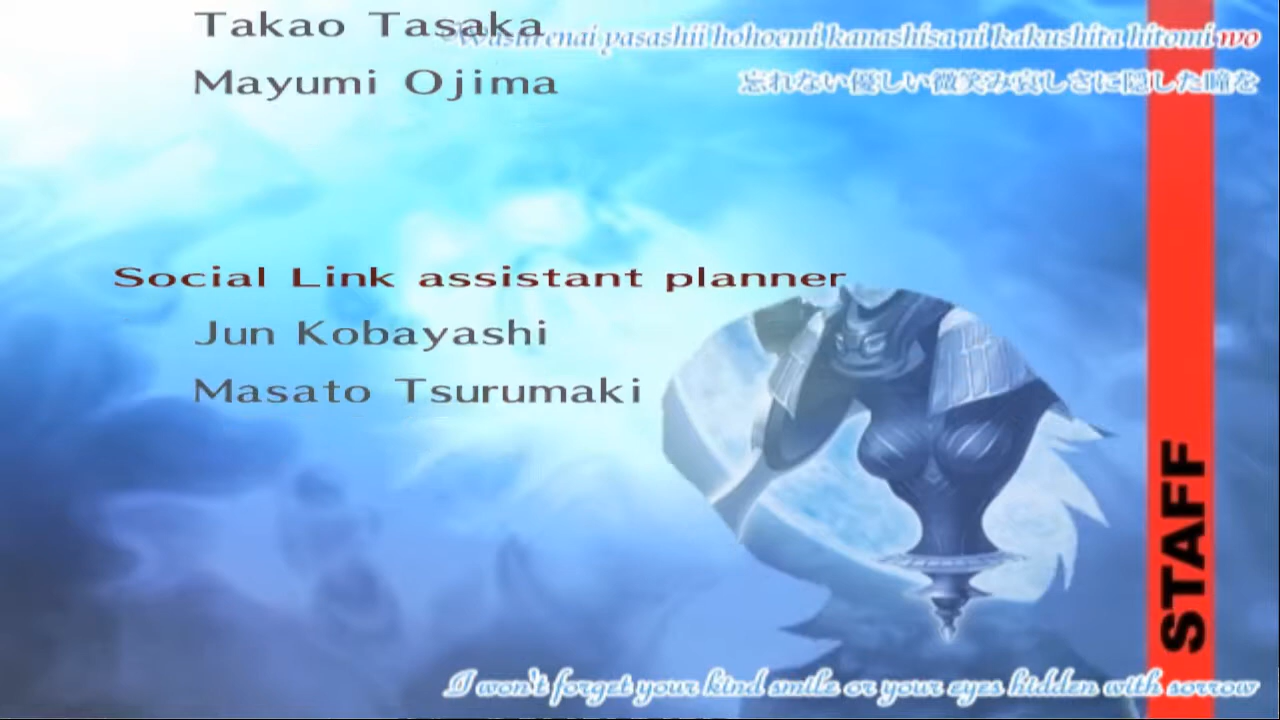 Takao Tasaka
Wasurenai yasashii hohoemi kanashisa ni kakushita hitomi wo
Mayumi Ojima
忘れない優しい微笑み哀しさに隠した瞳を
Social Link assistant planner
Jun Kobayashi
Masato Tsurumaki
STAFF
I won't forget your kind smile or your eyes hidden with sorrow